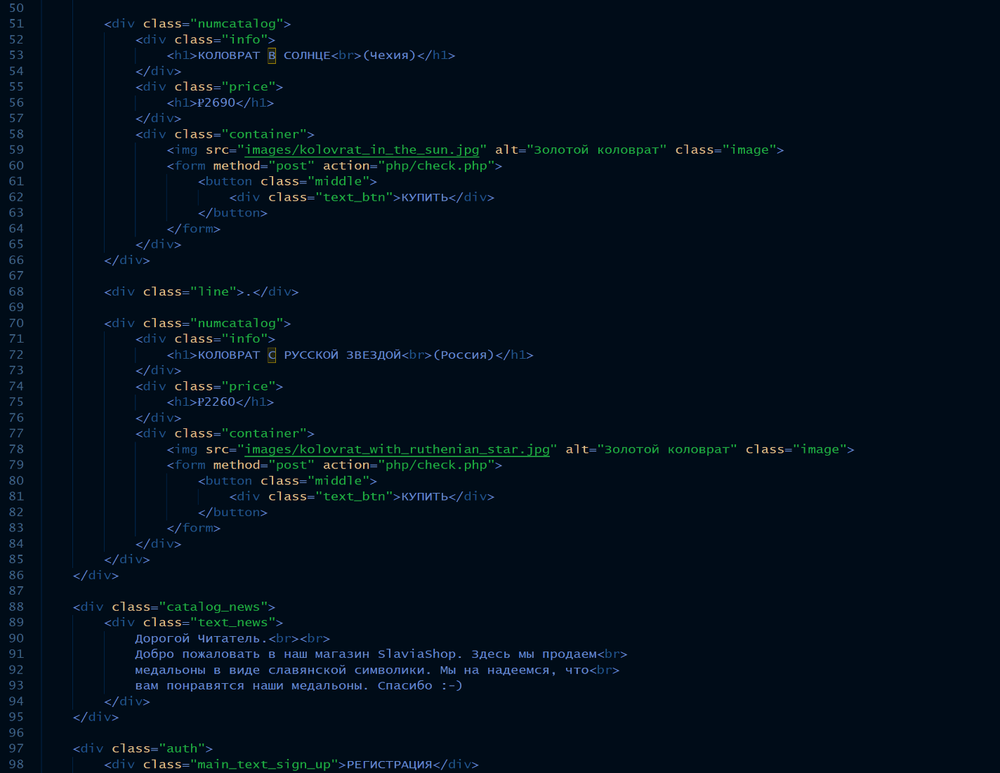 50
51 <div class="numcatalog">
52 <div class="info">
53 <h1>КОЛОВРАТ В СОЛНЦЕ<br>(Чехия)</h1>
54 </div>
55 <div class="price">
56 <h1>₽2690</h1>
57 </div>
58 <div class="container">
59 <img src="images/kolovrat_in_the_sun.jpg" alt="Золотой коловрат" class="image">
60 <form method="post" action="php/check.php">
61 <button class="middle">
62 <div class="text_btn">КУПИТЬ</div>
63 </button>
64 </form>
65 </div>
66 </div>
67
68 <div class="line">.</div>
69
70 <div class="numcatalog">
71 <div class="info">
72 <h1>КОЛОВРАТ С РУССКОЙ ЗВЕЗДОЙ<br>(Россия)</h1>
73 </div>
74 <div class="price">
75 <h1>₽2260</h1>
76 </div>
77 <div class="container">
78 <img src="images/kolovrat_with_ruthenian_star.jpg" alt="Золотой коловрат" class="image">
79 <form method="post" action="php/check.php">
80 <button class="middle">
81 <div class="text_btn">КУПИТЬ</div>
82 </button>
83 </form>
84 </div>
85 </div>
86 </div>
87
88 <div class="catalog_news">
89 <div class="text_news">
90 Дорогой Читатель.<br><br>
91 Добро пожаловать в наш магазин SlaviaShop. Здесь мы продаем<br>
92 медальоны в виде славянской символики. Мы на надеемся, что<br>
93 вам понравятся наши медальоны. Спасибо :-)
94 </div>
95 </div>
96
97 <div class="auth">
98 <div class="main_text_sign_up">РЕГИСТРАЦИЯ</div>